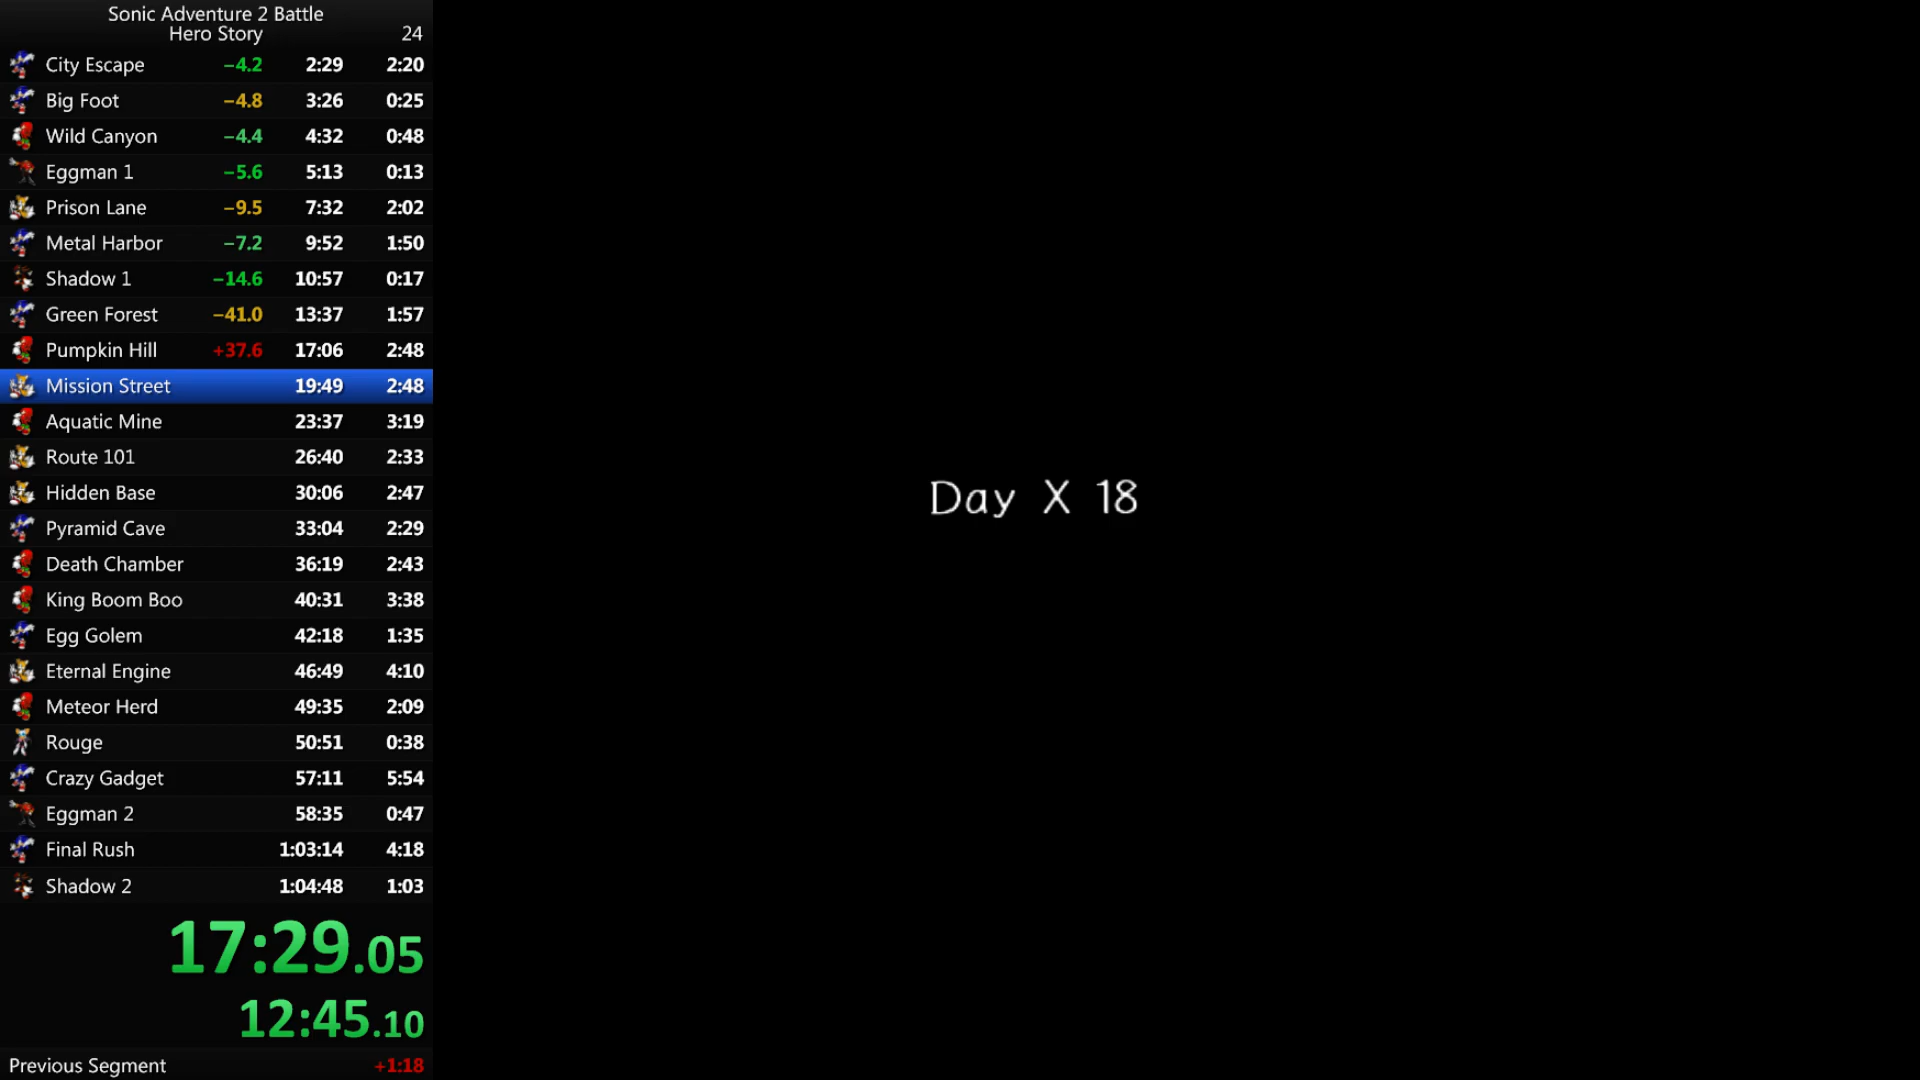 Sonic Adventure 2 Battle
Hero Story 24
City Escape −4.2 2:29 2:20
Big Foot −4.8 3:26 0:25
Wild Canyon −4.4 4:32 0:48
Eggman 1 −5.6 5:13 0:13
Prison Lane −9.5 7:32 2:02
Metal Harbor −7.2 9:52 1:50
Shadow 1 −14.6 10:57 0:17
Green Forest −41.0 13:37 1:57
Pumpkin Hill +37.6 17:06 2:48
Mission Street 19:49 2:48
Aquatic Mine 23:37 3:19
Route 101 26:40 2:33
Hidden Base 30:06 2:47
Pyramid Cave 33:04 2:29
Death Chamber 36:19 2:43
King Boom Boo 40:31 3:38
Egg Golem 42:18 1:35
Eternal Engine 46:49 4:10
Meteor Herd 49:35 2:09
Rouge 50:51 0:38
Crazy Gadget 57:11 5:54
Eggman 2 58:35 0:47
Final Rush 1:03:14 4:18
Shadow 2 1:04:48 1:03
17:29.05
12:45.10
Previous Segment +1:18
Day X 18